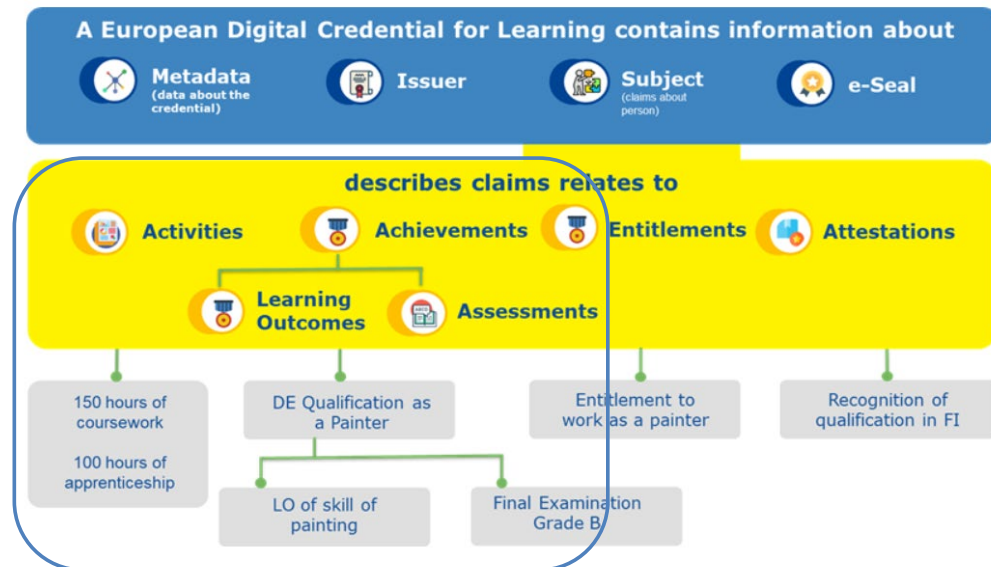 A European Digital Credential for Learning contains information about
Metadata
(data about the
credential)
Issuer
Subject
(claims about
person)
e-Seal
describes claims relates to
Activities
Achievements
Entitlements
Attestations
Learning
Outcomes
Assessments
150 hours of
coursework
100 hours of
apprenticeship
DE Qualification as
a Painter
Entitlement to
work as a painter
Recognition of
qualification in FI
LO of skill of
painting
Final Examination
Grade B